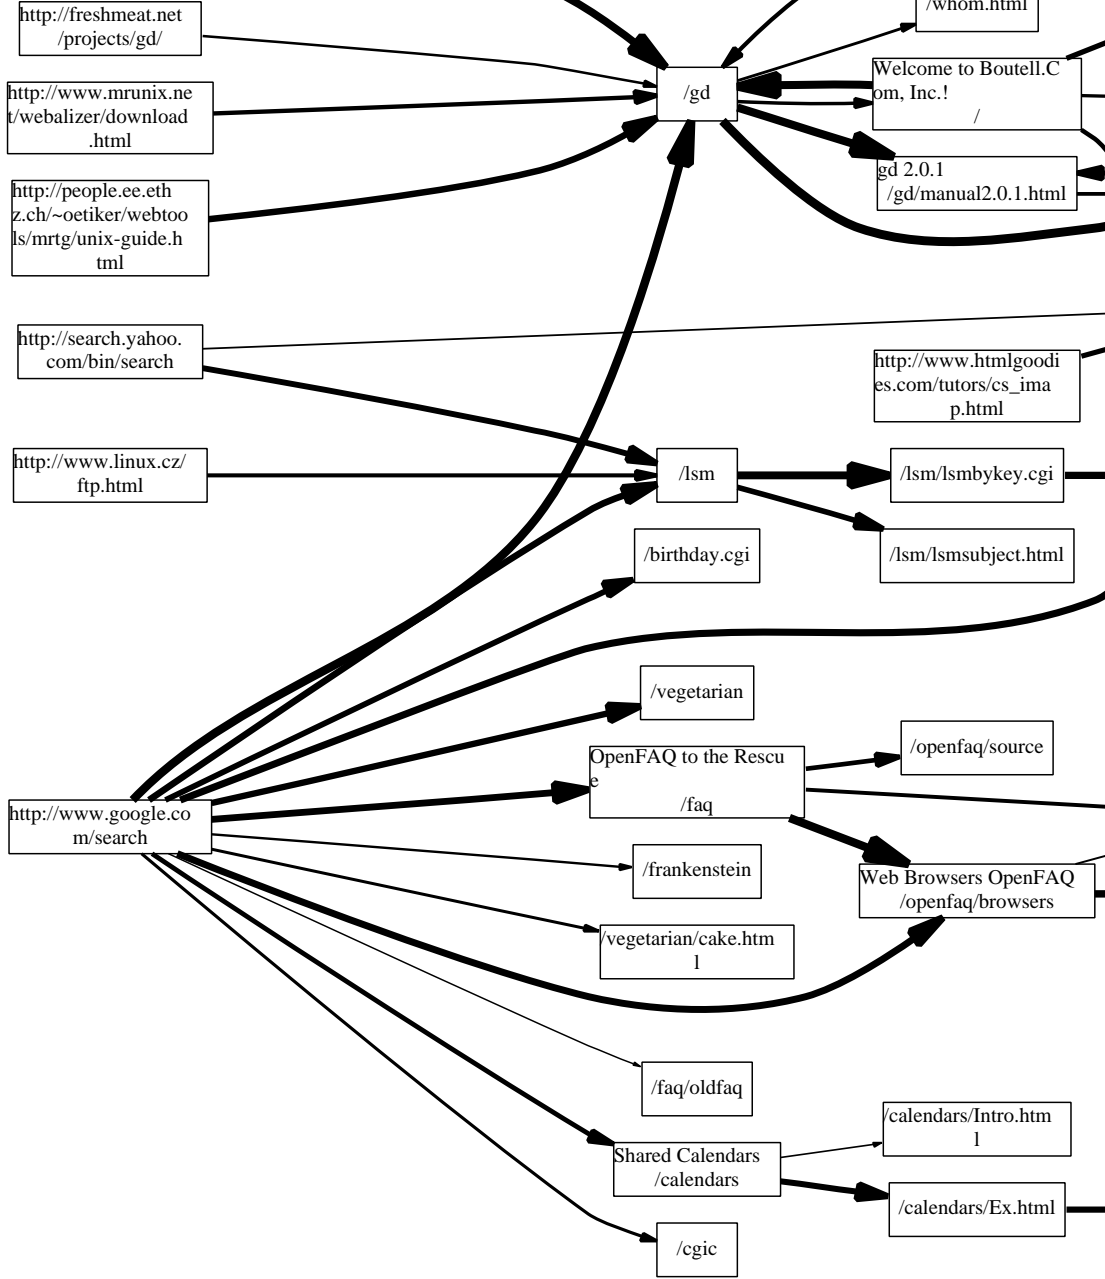 http://freshmeat.net
/projects/gd/
/whom.html
http://www.mrunix.ne
t/webalizer/download
.html
/gd
Welcome to Boutell.C
om, Inc.!
/
http://people.ee.eth
z.ch/~oetiker/webtoo
ls/mrtg/unix-guide.h
tml
gd 2.0.1
/gd/manual2.0.1.html
http://search.yahoo.
com/bin/search
http://www.htmlgoodi
es.com/tutors/cs_ima
p.html
http://www.linux.cz/
ftp.html
/lsm
/lsm/lsmbykey.cgi
/birthday.cgi
/lsm/lsmsubject.html
/vegetarian
OpenFAQ to the Rescu
e
/faq
/openfaq/source
http://www.google.co
m/search
/frankenstein
Web Browsers OpenFAQ
/openfaq/browsers
/vegetarian/cake.htm
l
/faq/oldfaq
Shared Calendars
/calendars
/calendars/Intro.htm
l
/calendars/Ex.html
/cgic